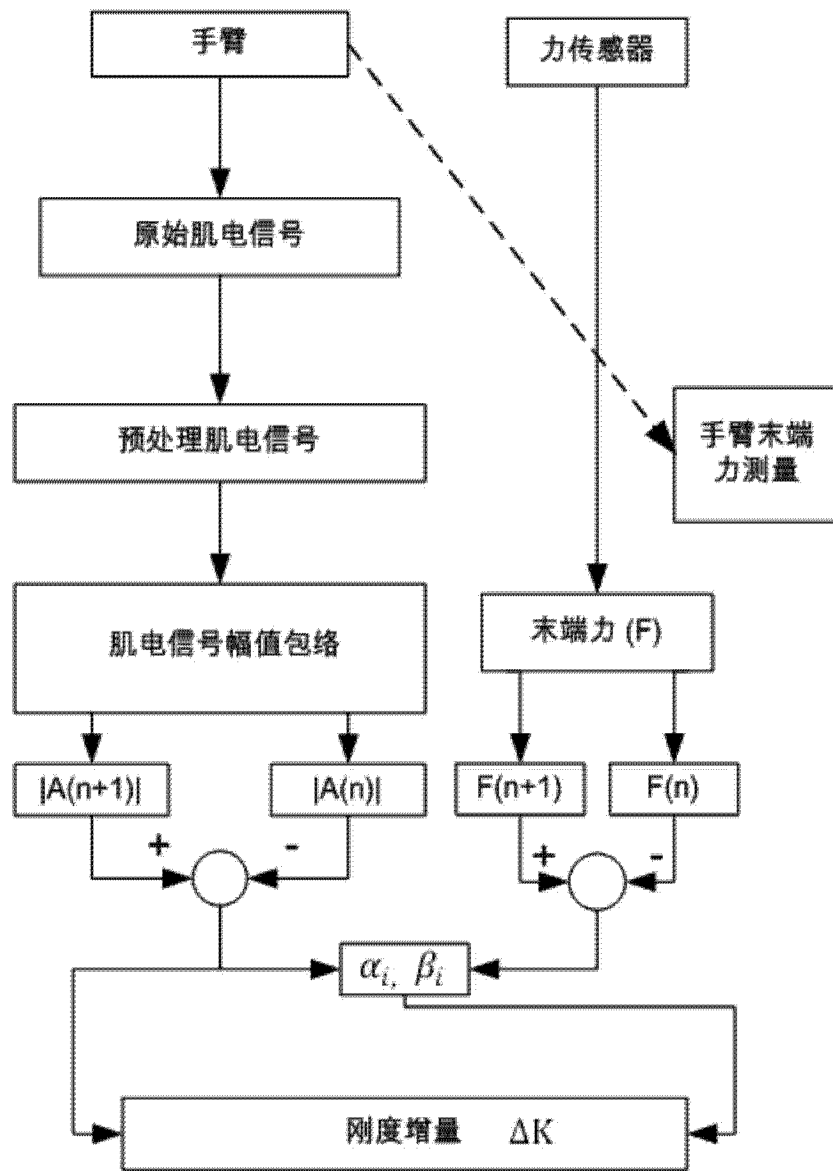 手臂
力传感器
原始肌电信号
预处理肌电信号
手臂末端
力测量
肌电信号幅值包络
末端力 (F)
|A(n+1)|
|A(n)|
F(n+1)
F(n)
+
-
+
-
αi, βi
刚度增量 ΔK